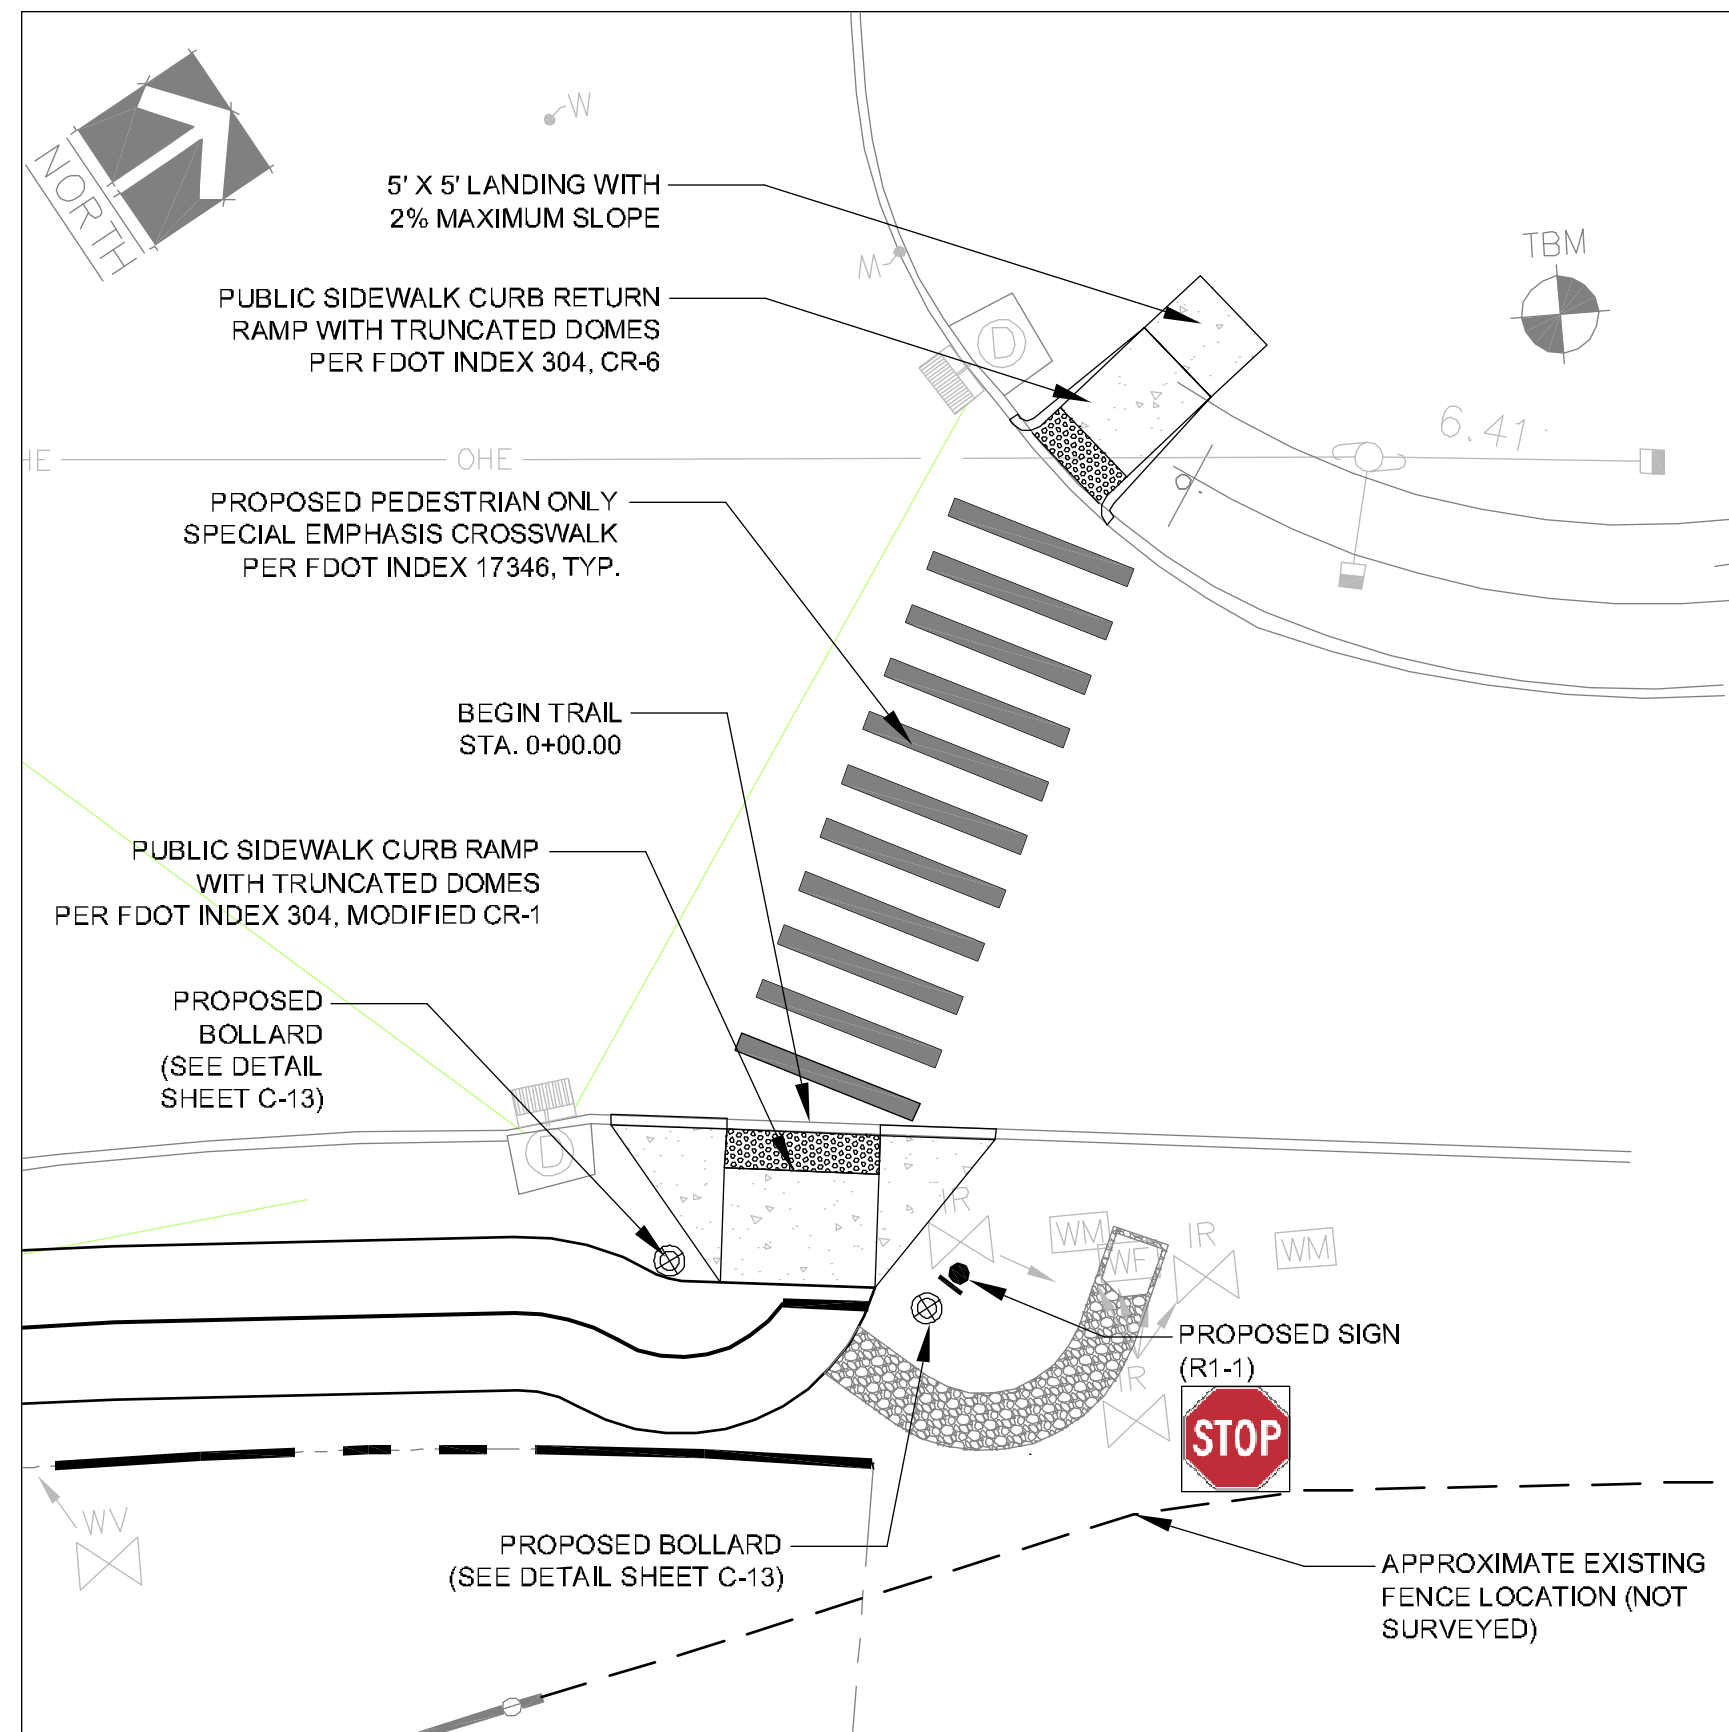 NORTH
W
5' X 5' LANDING WITH
2% MAXIMUM SLOPE
TBM
W
PUBLIC SIDEWALK CURB RETURN
RAMP WITH TRUNCATED DOMES
PER FDOT INDEX 304, CR-6
D
6.41
HE
OHE
PROPOSED PEDESTRIAN ONLY
SPECIAL EMPHASIS CROSSWALK
PER FDOT INDEX 17346, TYP.
BEGIN TRAIL
STA. 0+00.00
PUBLIC SIDEWALK CURB RAMP
WITH TRUNCATED DOMES
PER FDOT INDEX 304, MODIFIED CR-1
PROPOSED
BOLLARD
(SEE DETAIL
SHEET C-13)
D
IR
WM
WF
IR
WM
PROPOSED SIGN
(R1-1)
IR
STOP
WV
PROPOSED BOLLARD
(SEE DETAIL SHEET C-13)
APPROXIMATE EXISTING
FENCE LOCATION (NOT
SURVEYED)